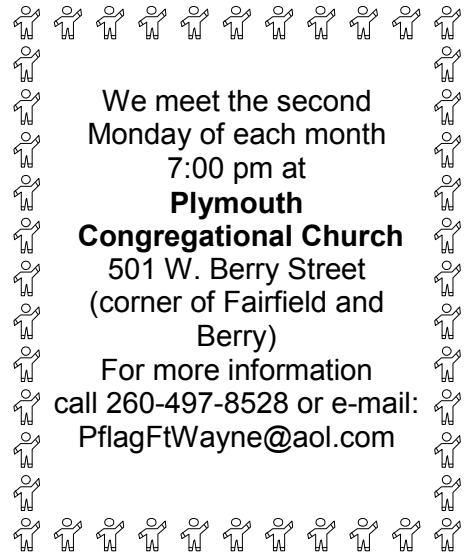 We meet the second
Monday of each month
7:00 pm at
Plymouth
Congregational Church
501 W. Berry Street
(corner of Fairfield and
Berry)
For more information
call 260-497-8528 or e-mail:
PflagFtWayne@aol.com